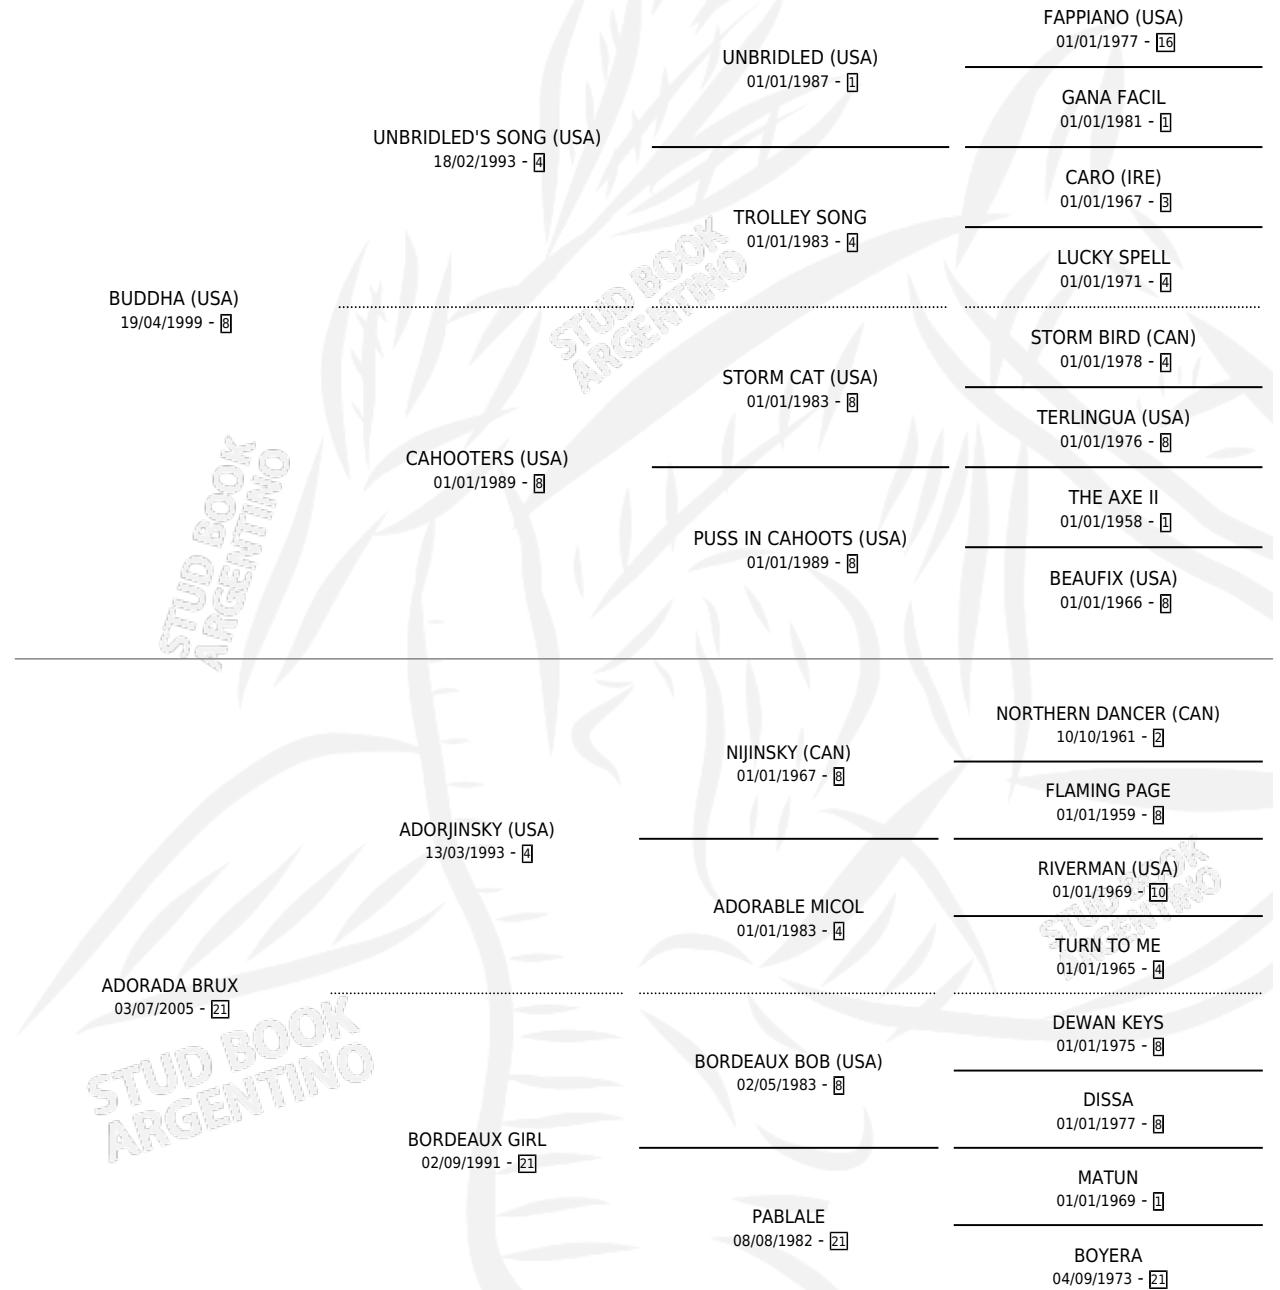 FAPPIANO (USA)
01/01/1977 - 16
UNBRIDLED (USA)
01/01/1987 - 1
GANA FACIL
01/01/1981 - 1
UNBRIDLED'S SONG (USA)
18/02/1993 - 4
CARO (IRE)
01/01/1967 - 3
TROLLEY SONG
01/01/1983 - 4
LUCKY SPELL
01/01/1971 - 4
BUDDHA (USA)
19/04/1999 - 8
STORM BIRD (CAN)
01/01/1978 - 4
STORM CAT (USA)
01/01/1983 - 8
TERLINGUA (USA)
01/01/1976 - 8
CAHOOTERS (USA)
01/01/1989 - 8
THE AXE II
01/01/1958 - 1
PUSS IN CAHOOTS (USA)
01/01/1989 - 8
BEAUFIX (USA)
01/01/1966 - 8
NORTHERN DANCER (CAN)
10/10/1961 - 2
NIJINSKY (CAN)
01/01/1967 - 8
FLAMING PAGE
01/01/1959 - 8
ADORJINSKY (USA)
13/03/1993 - 4
RIVERMAN (USA)
01/01/1969 - 10
ADORABLE MICOL
01/01/1983 - 4
TURN TO ME
01/01/1965 - 4
ADORADA BRUX
03/07/2005 - 21
DEWAN KEYS
01/01/1975 - 8
BORDEAUX BOB (USA)
02/05/1983 - 8
DISSA
01/01/1977 - 8
BORDEAUX GIRL
02/09/1991 - 21
MATUN
01/01/1969 - 1
PABLALE
08/08/1982 - 21
BOYERA
04/09/1973 - 21
STUD BOOK
ARGENTINO
STUD BOOK
ARGENTINO
STUD BOOK
ARGENTINO
STUD BOOK
ARGENTINO